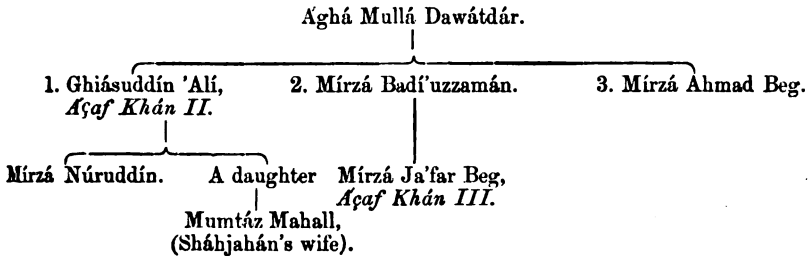 Ághá Mullá Dawátdár.
1. Ghiásuddín 'Alí, 2. Mírzá Badí'uzzamán. 3. Mírzá Ahmad Beg.
Áçaf Khán II.
Mírzá Núruddín. A daughter Mírzá Ja'far Beg,
Áçaf Khán III.
Mumtáz Mahall,
(Sháhjahán's wife).